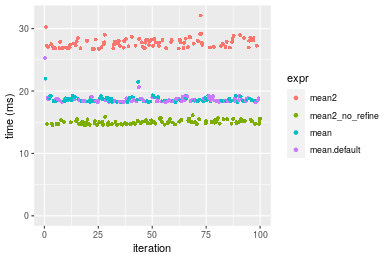 30
20
10
0
time (ms)
0
25
50
75
100
iteration
expr
mean2
mean2_no_refine
mean
mean.default